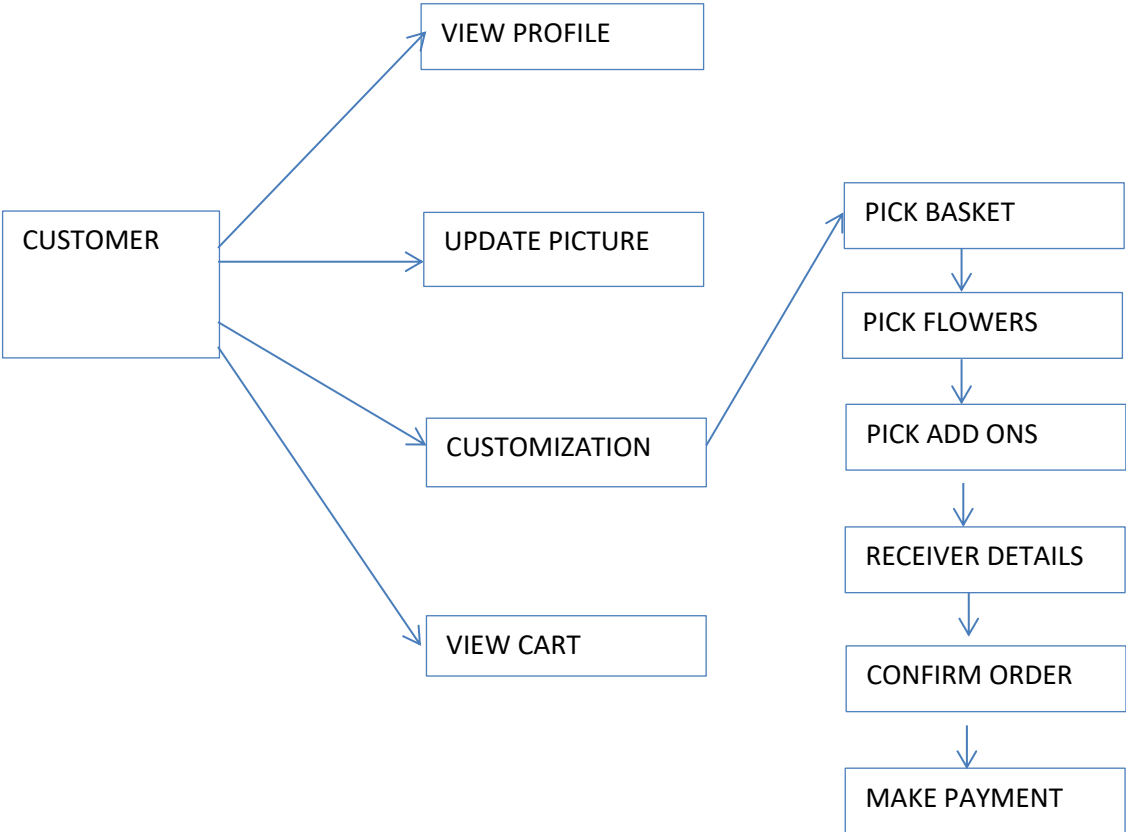 VIEW PROFILE
CUSTOMER
UPDATE PICTURE
CUSTOMIZATION
VIEW CART
PICK BASKET
PICK FLOWERS
PICK ADD ONS
RECEIVER DETAILS
CONFIRM ORDER
MAKE PAYMENT